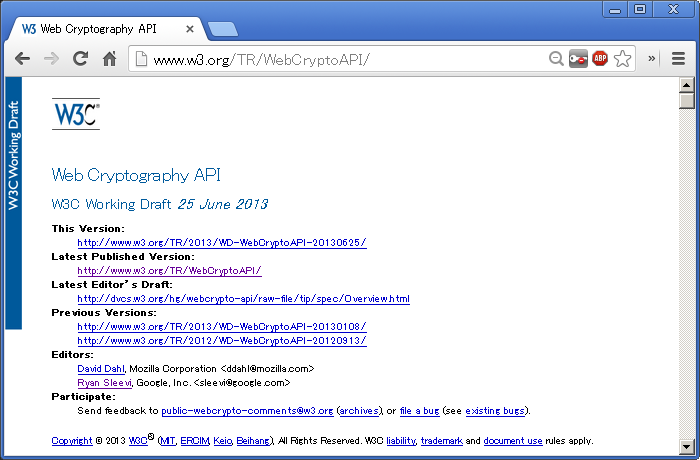 W3 Web Cryptography API
www.w3.org/TR/WebCryptoAPI/
ABP
»
W3C Working Draft
W3C®
Web Cryptography API
W3C Working Draft 25 June 2013
This Version:
http://www.w3.org/TR/2013/WD-WebCryptoAPI-20130625/
Latest Published Version:
http://www.w3.org/TR/WebCryptoAPI/
Latest Editor's Draft:
http://dvcs.w3.org/hg/webcrypto-api/raw-file/tip/spec/Overview.html
Previous Versions:
http://www.w3.org/TR/2013/WD-WebCryptoAPI-20130108/
http://www.w3.org/TR/2012/WD-WebCryptoAPI-20120913/
Editors:
David Dahl, Mozilla Corporation <ddahl@mozilla.com>
Ryan Sleevi, Google, Inc. <sleevi@google.com>
Participate:
Send feedback to public-webcrypto-comments@w3.org (archives), or file a bug (see existing bugs).
Copyright © 2013 W3C® (MIT, ERCIM, Keio, Beihang), All Rights Reserved. W3C liability, trademark and document use rules apply.